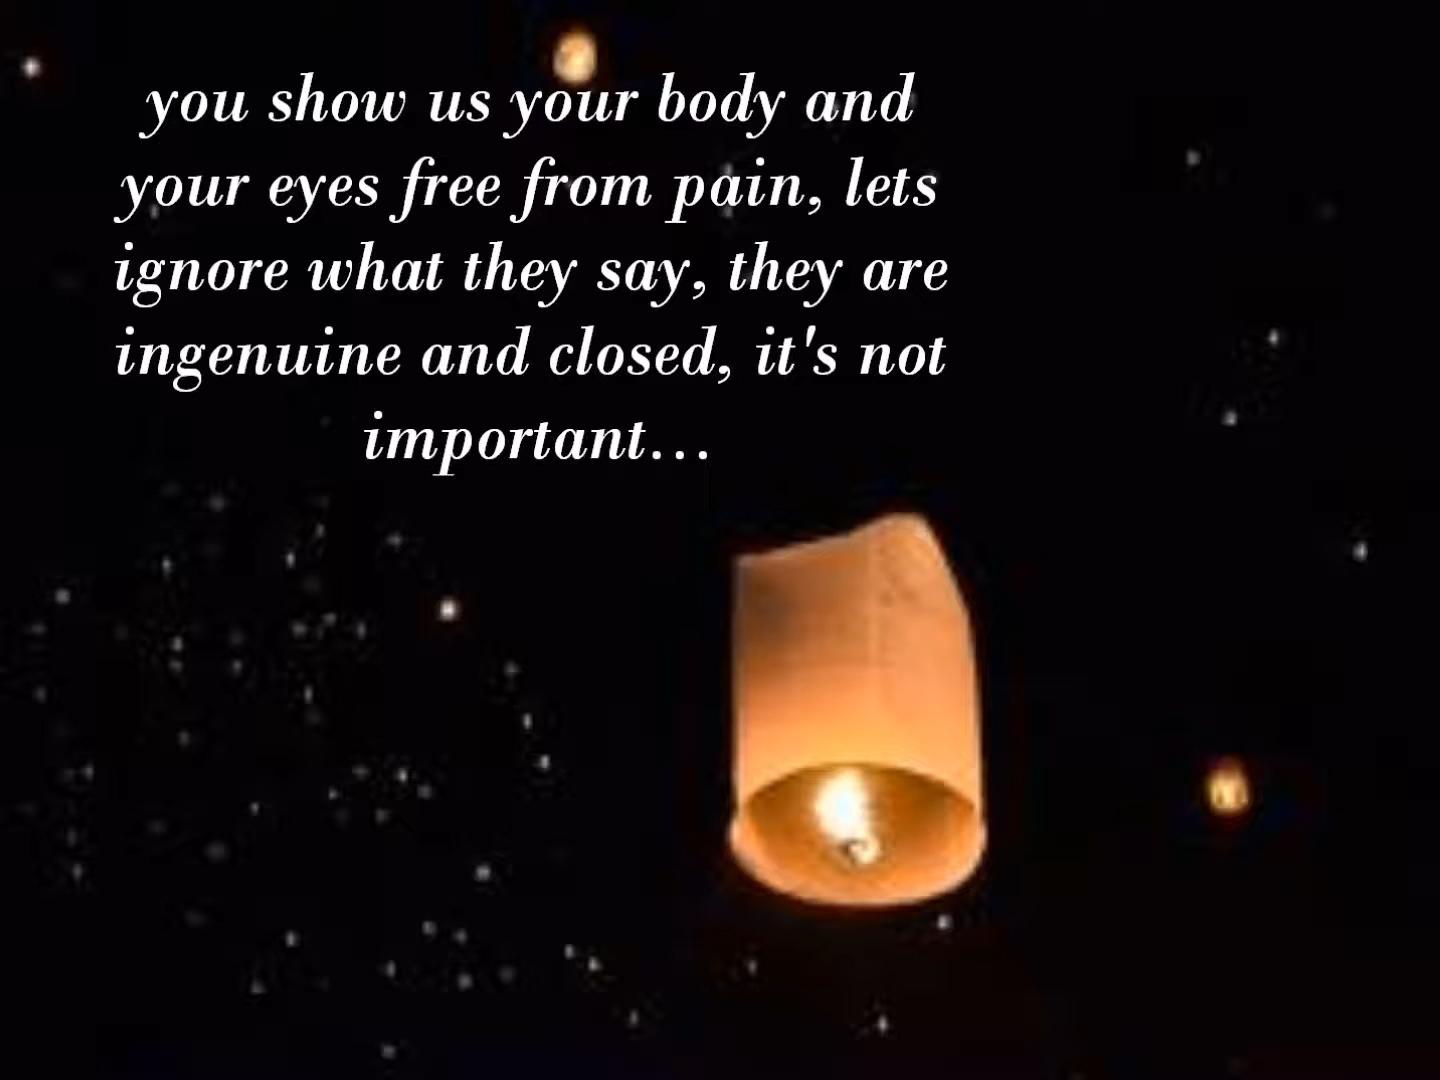 you show us your body and
your eyes free from pain, lets
ignore what they say, they are
ingenuine and closed, it's not
important...